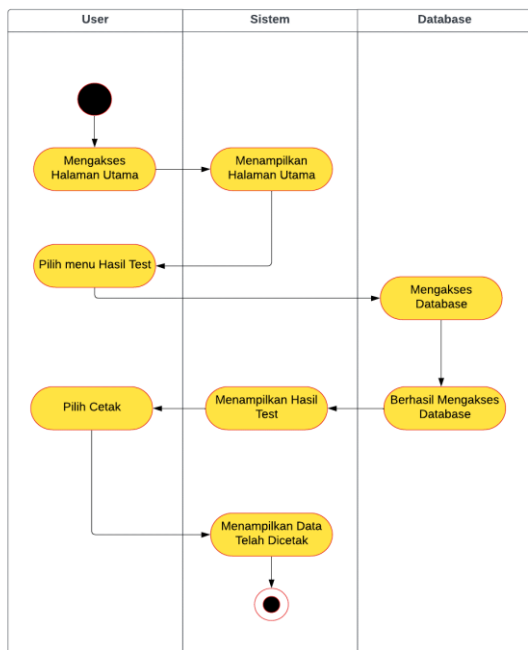 User
Sistem
Database
Mengakses
Halaman Utama
Menampilkan
Halaman Utama
Pilih menu Hasil Test
Mengakses
Database
Pilih Cetak
Menampilkan Hasil
Test
Berhasil Mengakses
Database
Menampilkan Data
Telah Dicetak